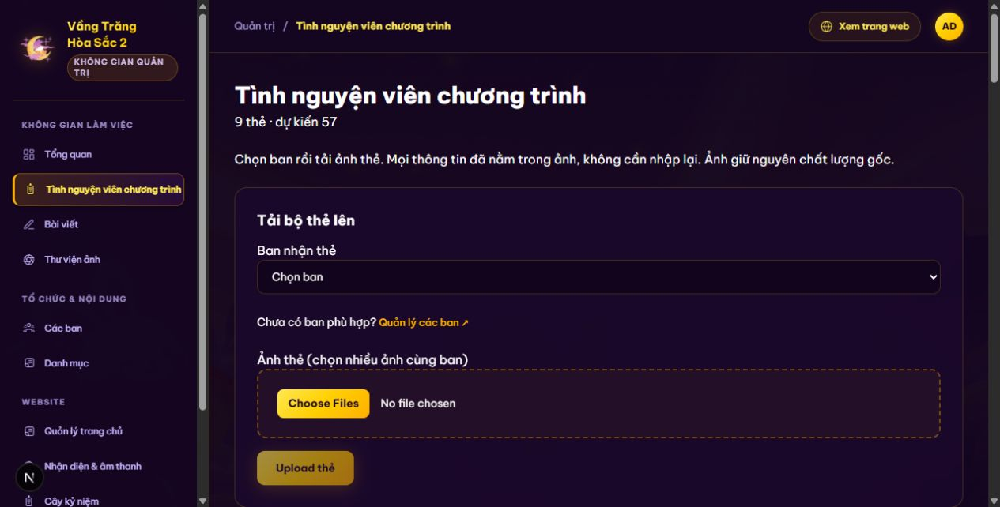 Vầng Trăng
Hòa Sắc 2
KHÔNG GIAN QUẢN
TRỊ
KHÔNG GIAN LÀM VIỆC
Tổng quan
Tình nguyện viên chương trình
Bài viết
Thư viện ảnh
TỔ CHỨC & NỘI DUNG
Các ban
Danh mục
WEBSITE
Quản lý trang chủ
Nhận diện & âm thanh
N
Cây kỷ niệm
Quản trị / Tình nguyện viên chương trình
Xem trang web
AD
Tình nguyện viên chương trình
9 thẻ · dự kiến 57
Chọn ban rồi tải ảnh thẻ. Mọi thông tin đã nằm trong ảnh, không cần nhập lại. Ảnh giữ nguyên chất lượng gốc.
Tải bộ thẻ lên
Ban nhận thẻ
Chọn ban
Chưa có ban phù hợp? Quản lý các ban ↗
Ảnh thẻ (chọn nhiều ảnh cùng ban)
Choose Files No file chosen
Upload thẻ